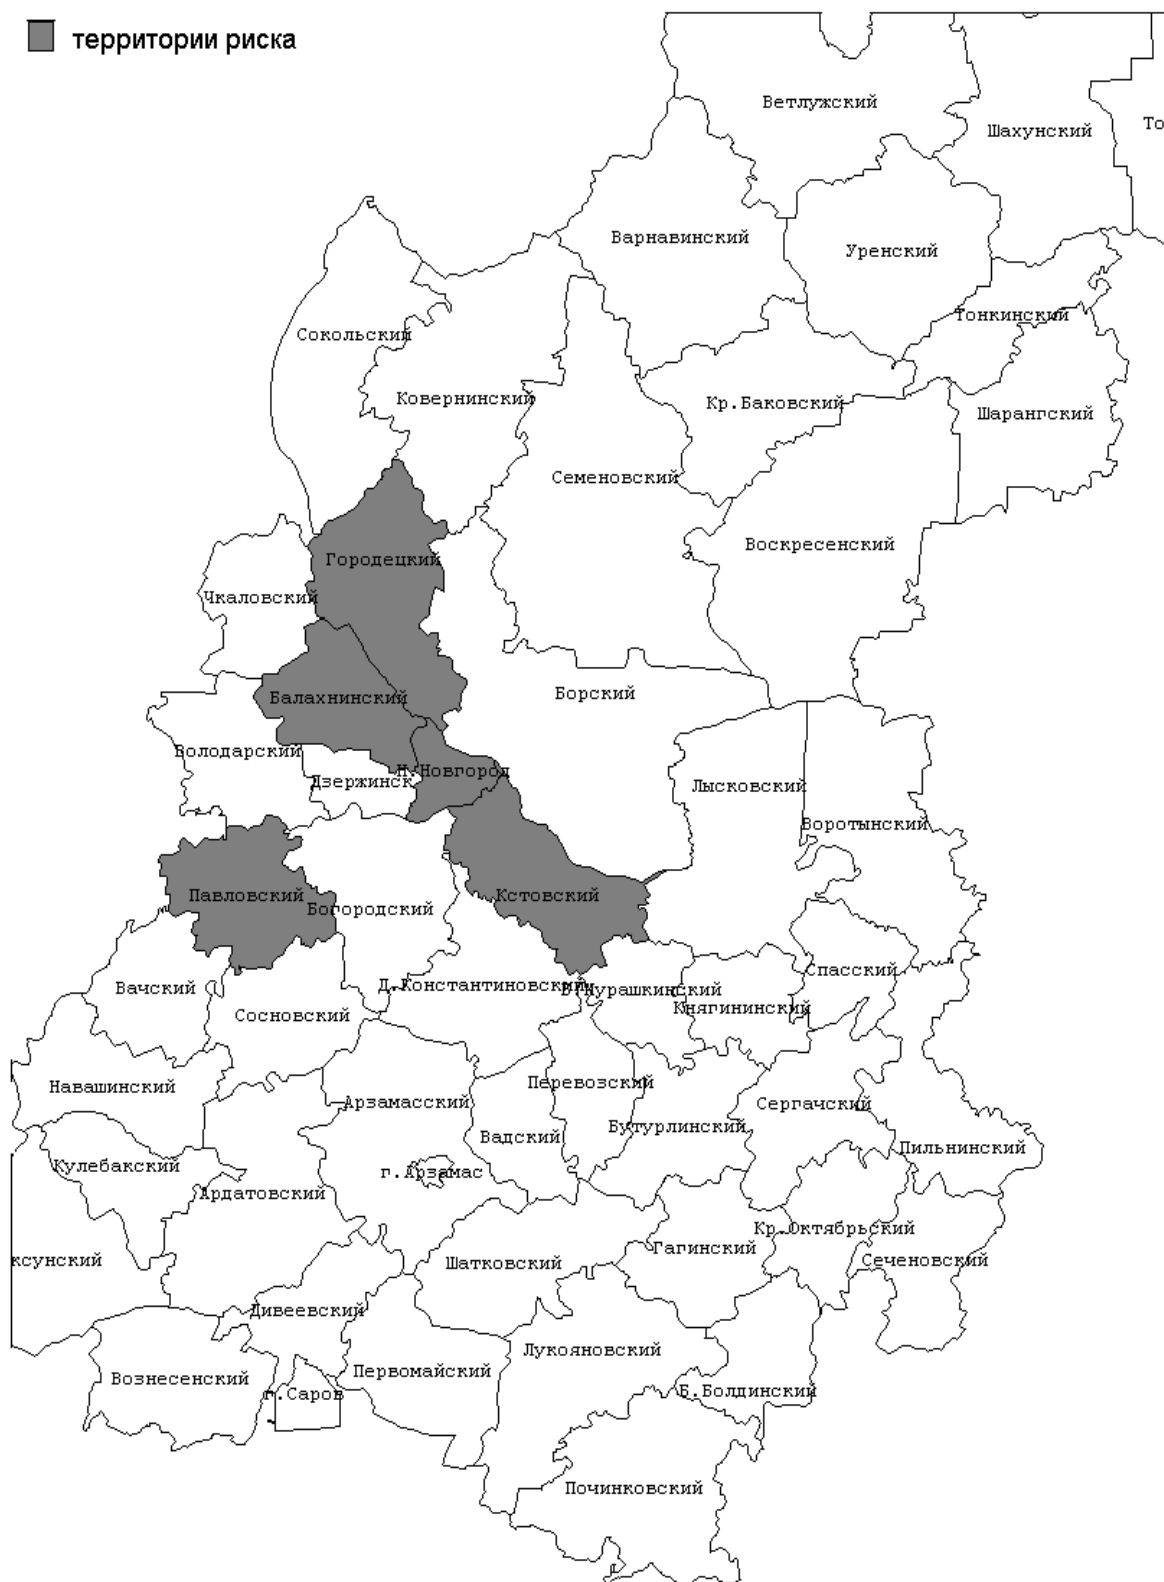 территории риска
Ветлужский
То
Шахунский
Варнавинский
Уренский
Тонкинский
Сокольский
Ковернинский
Кр.Баковский
Шарангский
Семеновский
Воскресенский
Городецкий
Чкаловский
Борский
Балахнинский
Володарский
Н.Новгород
Дзержинск
Лысковский
Воротынский
Павловский
Кстовский
Богородский
Спасский
Вачский
Д.Константиновский
Княгининский
Сосновский
Перевозский
Навашинский
Арзамасский
Сергачский
Бутурлинский
Вадский
Пильнинский
Кулебакский
г.Арзамас
Ардатовский
Кр.Октябрьский
Гагинский
ксунский
Шатковский
Сеченовский
Дивеевский
Лукояновский
Первомайский
Вознесенский
Б.Болдинский
г.Саров
Починковский